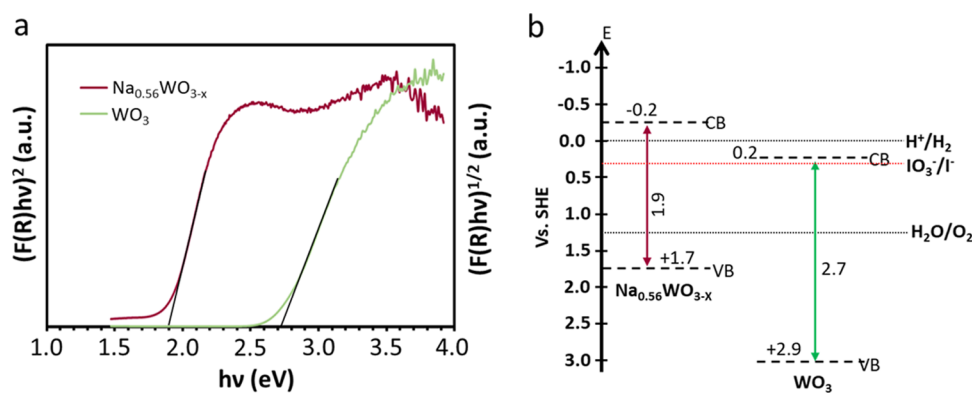 a
Na0.56WO3-x
WO3
(F(R)hν)2 (a.u.)
(F(R)hν)1/2 (a.u.)
1.0 1.5 2.0 2.5 3.0 3.5 4.0
hν (eV)
b
E
Vs. SHE
-1.0
-0.5
0.0
0.5
1.0
1.5
2.0
2.5
3.0
-0.2
CB
H+/H2
0.2
CB
IO3-/I-
1.9
H2O/O2
+1.7
VB
2.7
Na0.56WO3-x
+2.9
VB
WO3